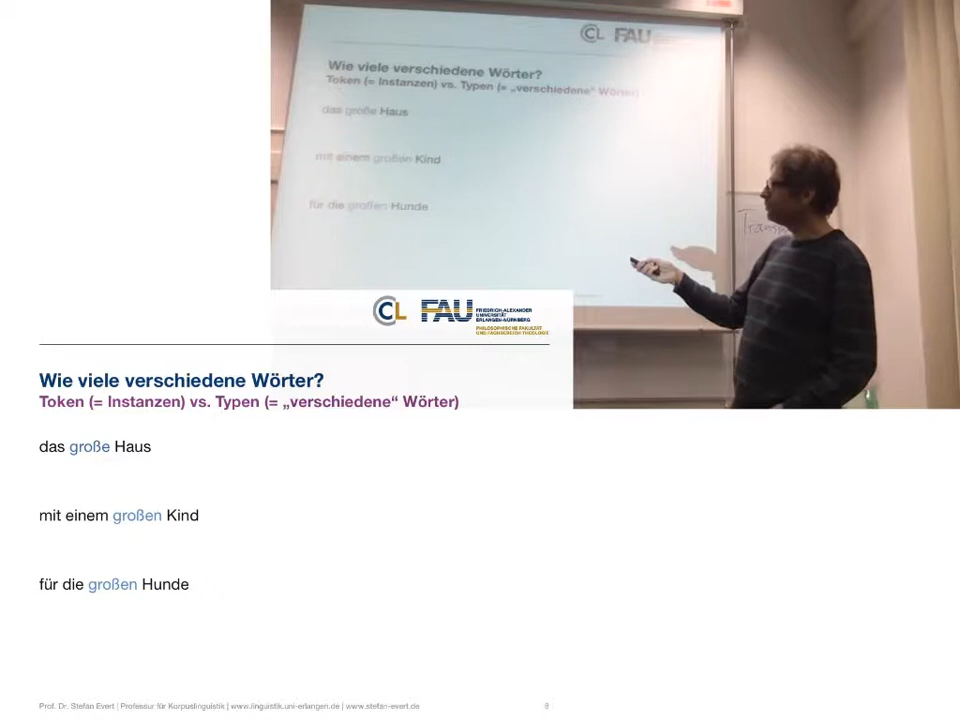 CL FAU
Wie viele verschiedene Wörter?
Token (= Instanzen) vs. Typen (= „verschiedene“ Wörter)
das große Haus
mit einem großen Kind
für die großen Hunde
CL FAU FRIEDRICH-ALEXANDER
UNIVERSITÄT
ERLANGEN-NÜRNBERG
PHILOSOPHISCHE FAKULTÄT
UND FACHBEREICH THEOLOGIE
Wie viele verschiedene Wörter?
Token (= Instanzen) vs. Typen (= „verschiedene“ Wörter)
das große Haus
mit einem großen Kind
für die großen Hunde
Prof. Dr. Stefan Evert | Professur für Korpuslinguistik | www.linguistik.uni-erlangen.de | www.stefan-evert.de 8